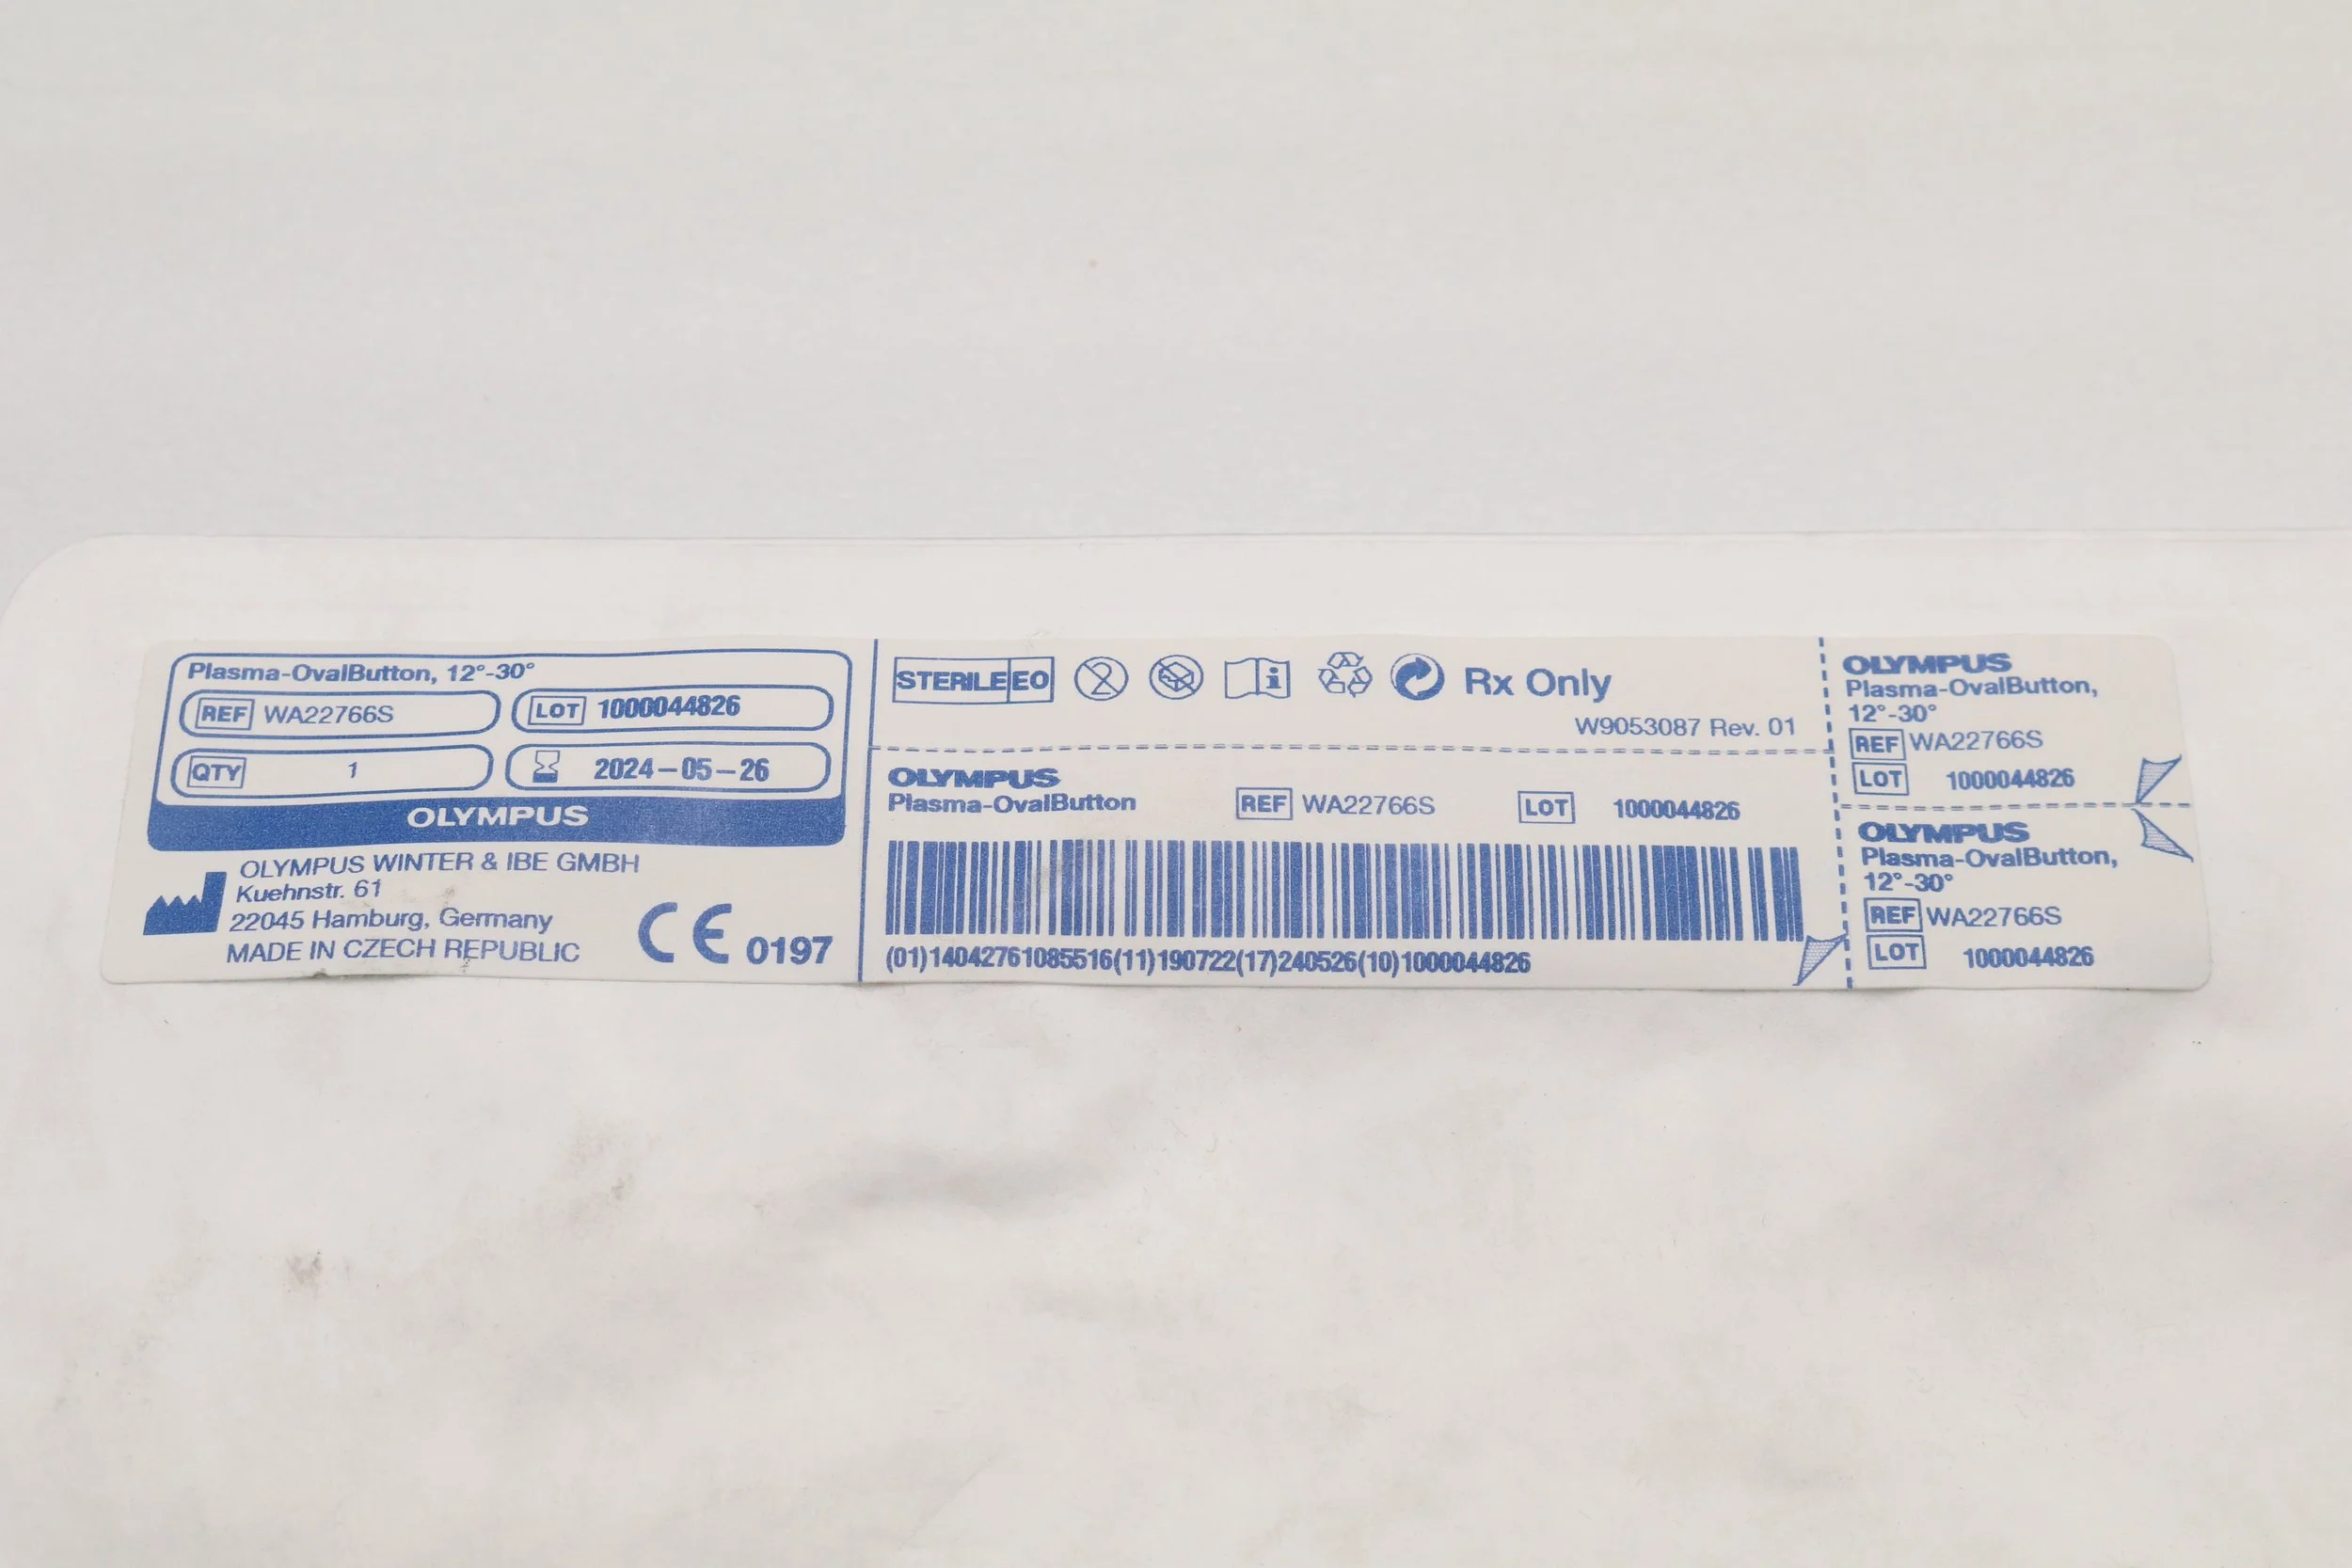 Plasma-OvalButton, 12°-30°
REF WA22766S
LOT 1000044826
QTY 1
2024-05-26
OLYMPUS
OLYMPUS WINTER & IBE GMBH
Kuehnstr. 61
22045 Hamburg, Germany
MADE IN CZECH REPUBLIC
CE 0197
STERILE EO
2
i
Rx Only
W9053087 Rev. 01
OLYMPUS
Plasma-OvalButton
REF WA22766S
LOT 1000044826
(01)14042761085516(11)190722(17)240526(10)1000044826
OLYMPUS
Plasma-OvalButton,
12°-30°
REF WA22766S
LOT 1000044826
OLYMPUS
Plasma-OvalButton,
12°-30°
REF WA22766S
LOT 1000044826